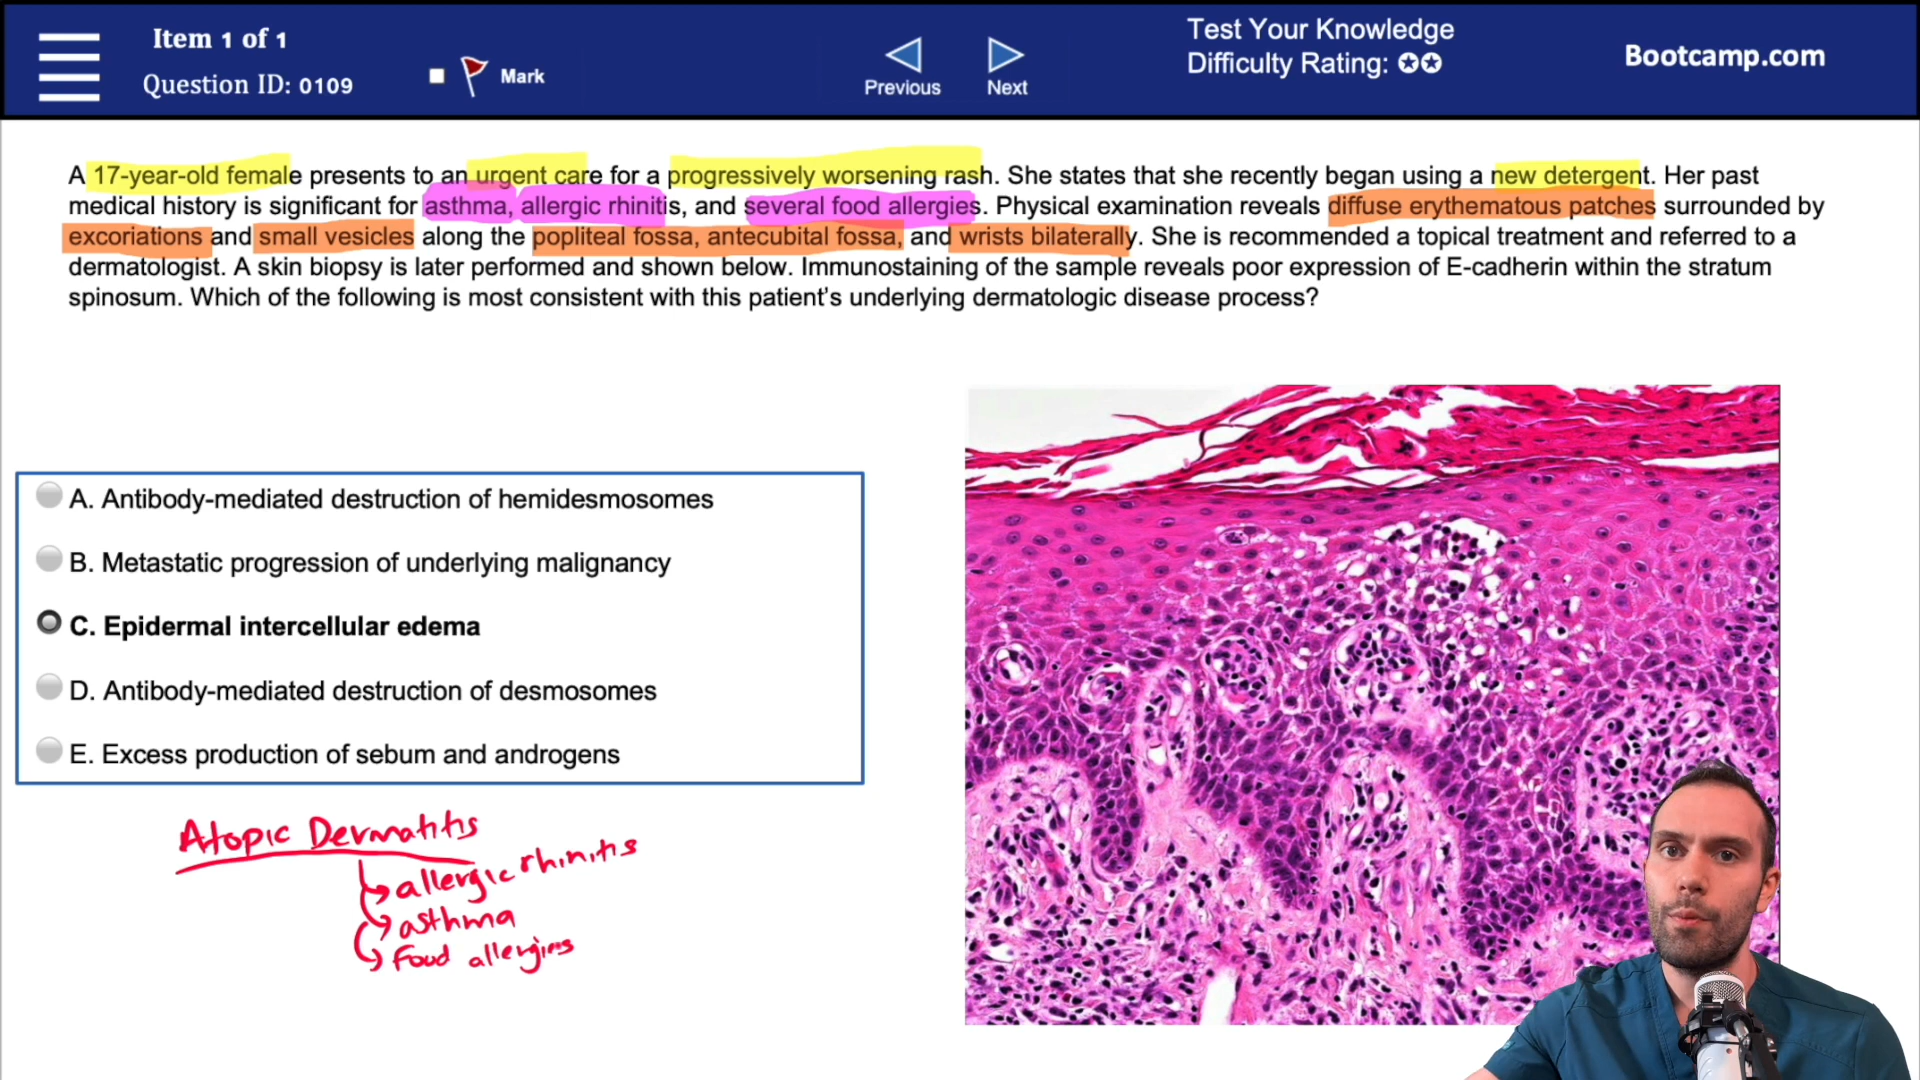 Item 1 of 1
Question ID: 0109
Mark
Previous
Next
Test Your Knowledge
Difficulty Rating:
Bootcamp.com
A 17-year-old female presents to an urgent care for a progressively worsening rash. She states that she recently began using a new detergent. Her past
medical history is significant for asthma, allergic rhinitis, and several food allergies. Physical examination reveals diffuse erythematous patches surrounded by
excoriations and small vesicles along the popliteal fossa, antecubital fossa, and wrists bilaterally. She is recommended a topical treatment and referred to a
dermatologist. A skin biopsy is later performed and shown below. Immunostaining of the sample reveals poor expression of E-cadherin within the stratum
spinosum. Which of the following is most consistent with this patient's underlying dermatologic disease process?
A. Antibody-mediated destruction of hemidesmosomes
B. Metastatic progression of underlying malignancy
C. Epidermal intercellular edema
D. Antibody-mediated destruction of desmosomes
E. Excess production of sebum and androgens
Atopic Dermatitis
allergic rhinitis
asthma
food allergies